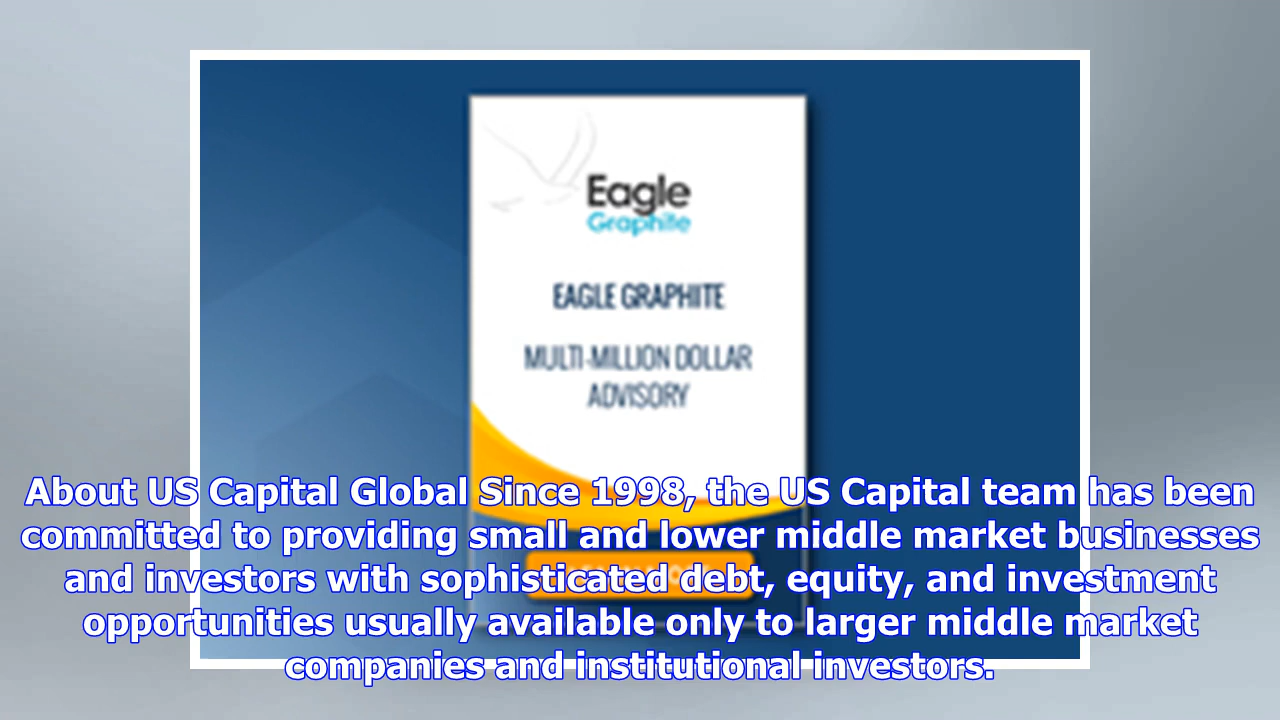 Eagle
Graphite
EAGLE GRAPHITE
MULTI-MILLION DOLLAR
ADVISORY
About US Capital Global Since 1998, the US Capital team has been
committed to providing small and lower middle market businesses
and investors with sophisticated debt, equity, and investment
opportunities usually available only to larger middle market
companies and institutional investors.